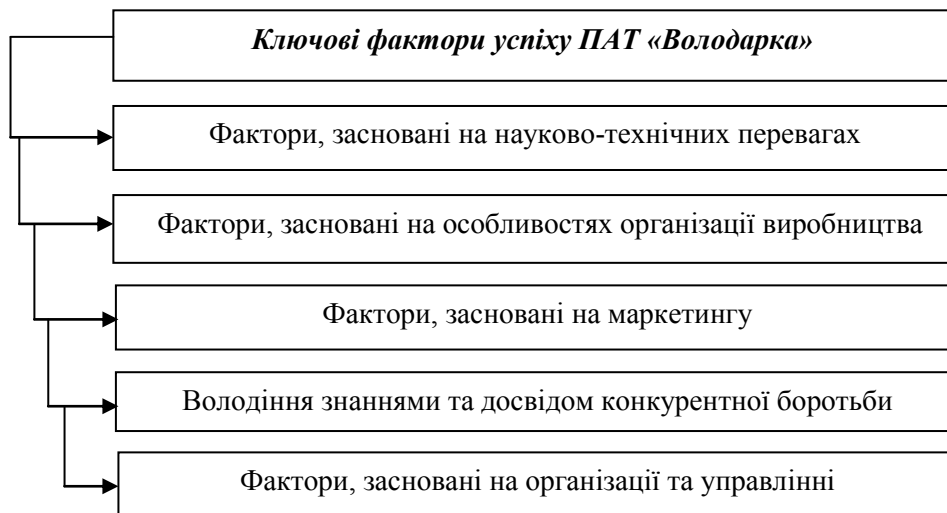 Ключові фактори успіху ПАТ «Володарка»
Фактори, засновані на науково-технічних перевагах
Фактори, засновані на особливостях організації виробництва
Фактори, засновані на маркетингу
Володіння знаннями та досвідом конкурентної боротьби
Фактори, засновані на організації та управлінні